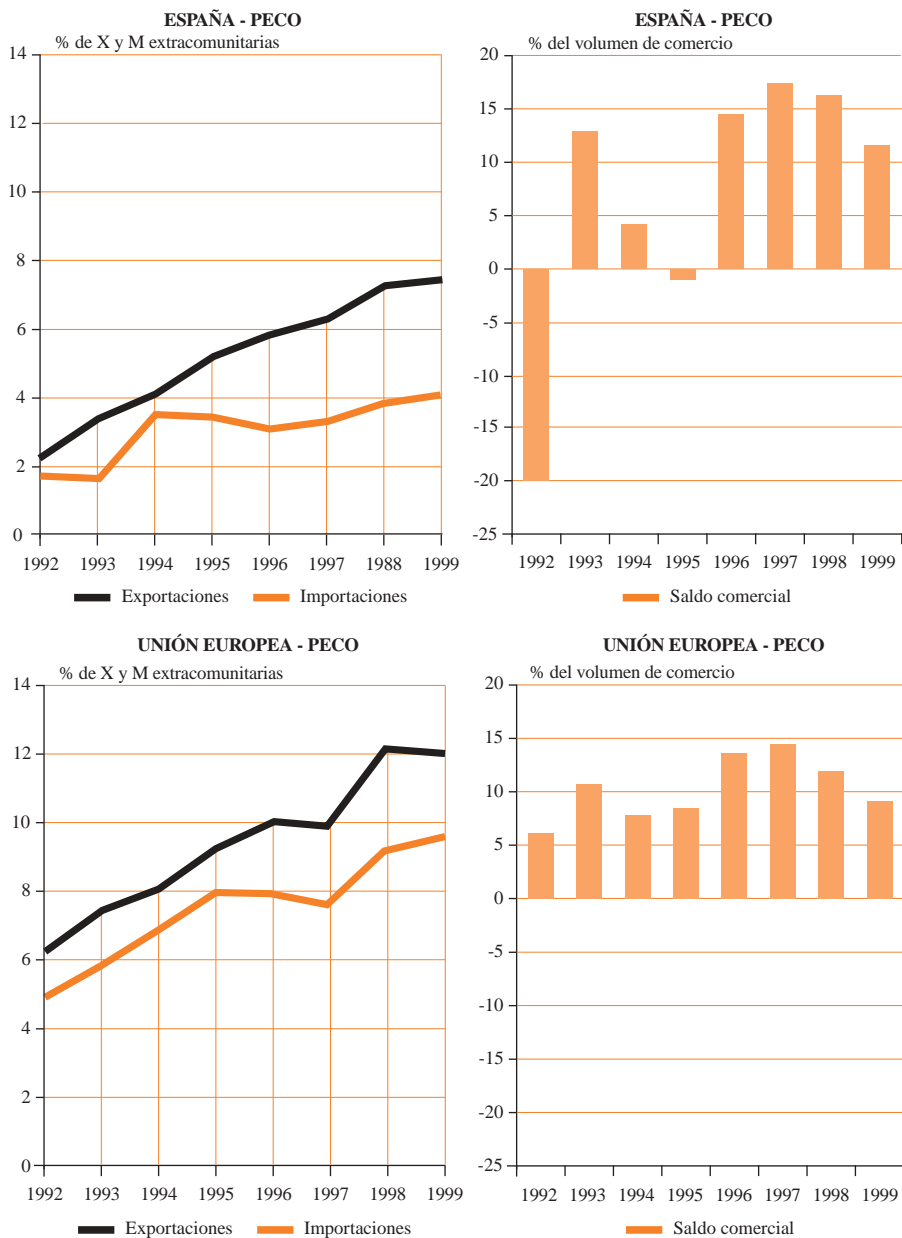 ESPAÑA - PECO
% de X y M extracomunitarias
14
12
10
8
6
4
2
0
1992 1993 1994 1995 1996 1997 1988 1999
Exportaciones Importaciones
ESPAÑA - PECO
% del volumen de comercio
20
15
10
5
0
-5
-10
-15
-20
-25
1992 1993 1994 1995 1996 1997 1998 1999
Saldo comercial
UNIÓN EUROPEA - PECO
% de X y M extracomunitarias
14
12
10
8
6
4
2
0
1992 1993 1994 1995 1996 1997 1998 1999
Exportaciones Importaciones
UNIÓN EUROPEA - PECO
% del volumen de comercio
20
15
10
5
0
-5
-10
-15
-20
-25
1992 1993 1994 1995 1996 1997 1998 1999
Saldo comercial